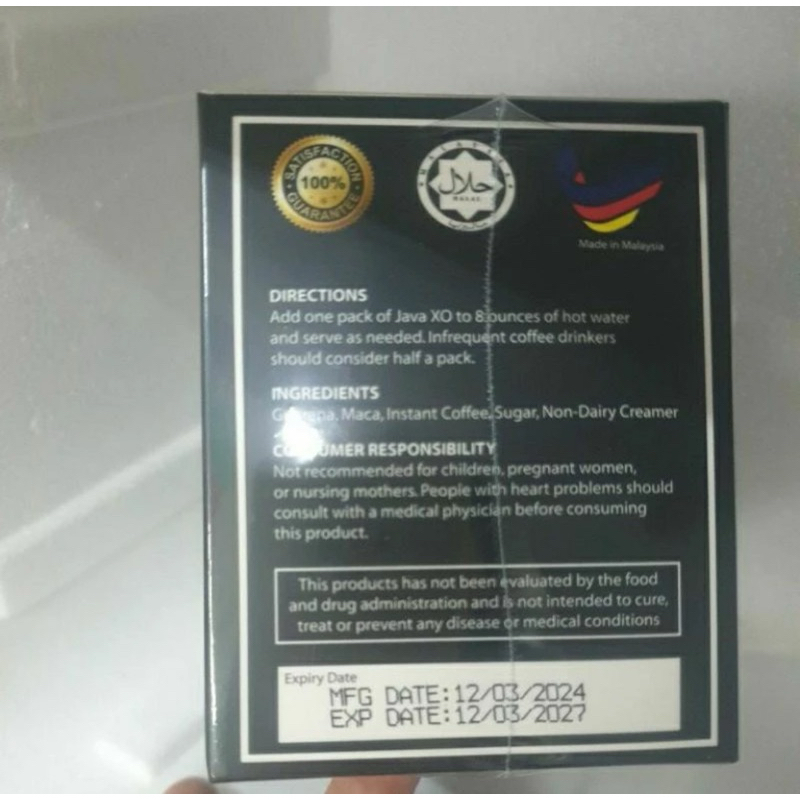 SATISFACTION
100%
GUARANTEE
MALAYSIA
حلال
HALAL
Made in Malaysia
DIRECTIONS
Add one pack of Java XO to 8 ounces of hot water
and serve as needed. Infrequent coffee drinkers
should consider half a pack.
INGREDIENTS
Maca, Instant Coffee, Sugar, Non-Dairy Creamer
CONSUMER RESPONSIBILITY
Not recommended for children, pregnant women,
or nursing mothers. People with heart problems should
consult with a medical physician before consuming
this product.
This products has not been evaluated by the food
and drug administration and is not intended to cure,
treat or prevent any disease or medical conditions
Expiry Date
MFG DATE:12/03/2024
EXP DATE:12/03/2027